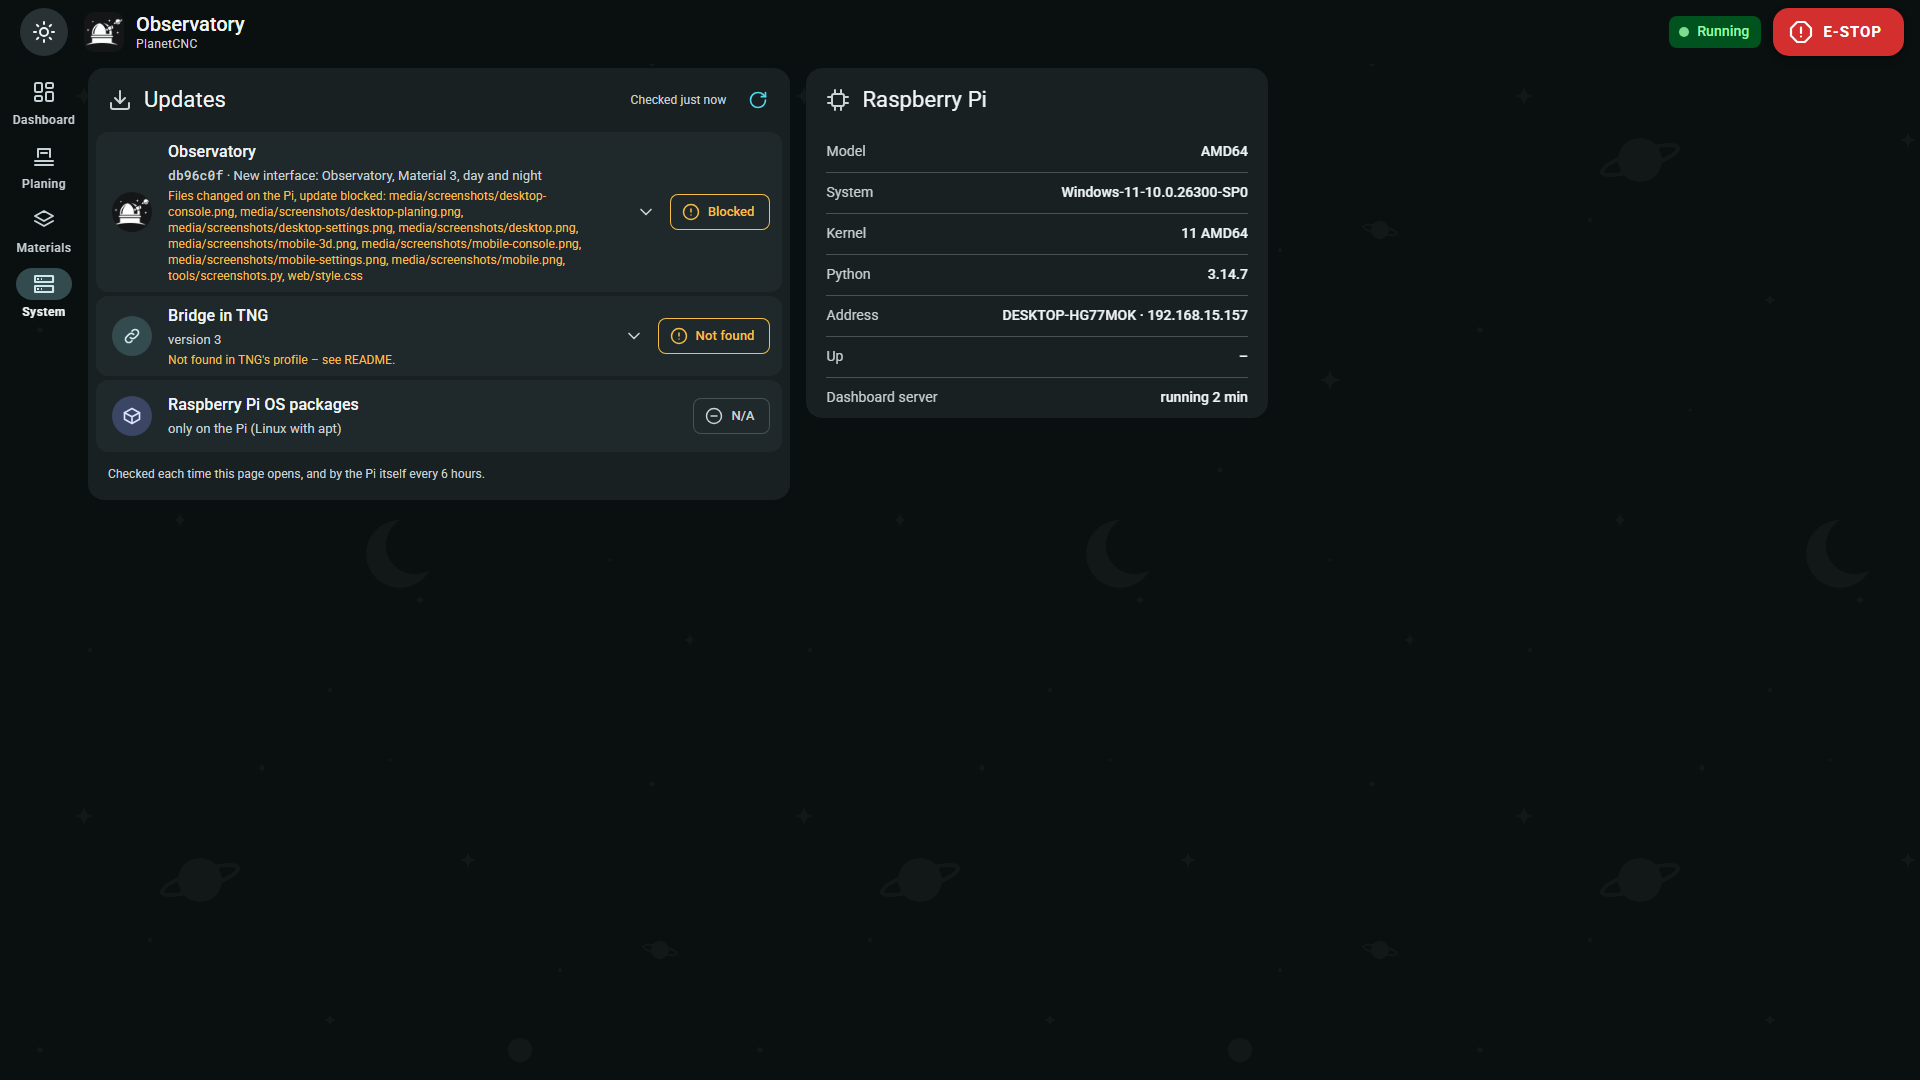 Observatory
PlanetCNC
Running
E-STOP
Dashboard
Planing
Materials
System
Updates
Checked just now
Observatory
db96c0f · New interface: Observatory, Material 3, day and night
Files changed on the Pi, update blocked: media/screenshots/desktop-
console.png, media/screenshots/desktop-planing.png,
media/screenshots/desktop-settings.png, media/screenshots/desktop.png,
media/screenshots/mobile-3d.png, media/screenshots/mobile-console.png,
media/screenshots/mobile-settings.png, media/screenshots/mobile.png,
tools/screenshots.py, web/style.css
Blocked
Bridge in TNG
version 3
Not found in TNG's profile – see README.
Not found
Raspberry Pi OS packages
only on the Pi (Linux with apt)
N/A
Checked each time this page opens, and by the Pi itself every 6 hours.
Raspberry Pi
Model AMD64
System Windows-11-10.0.26300-SP0
Kernel 11 AMD64
Python 3.14.7
Address DESKTOP-HG77MOK · 192.168.15.157
Up –
Dashboard server running 2 min